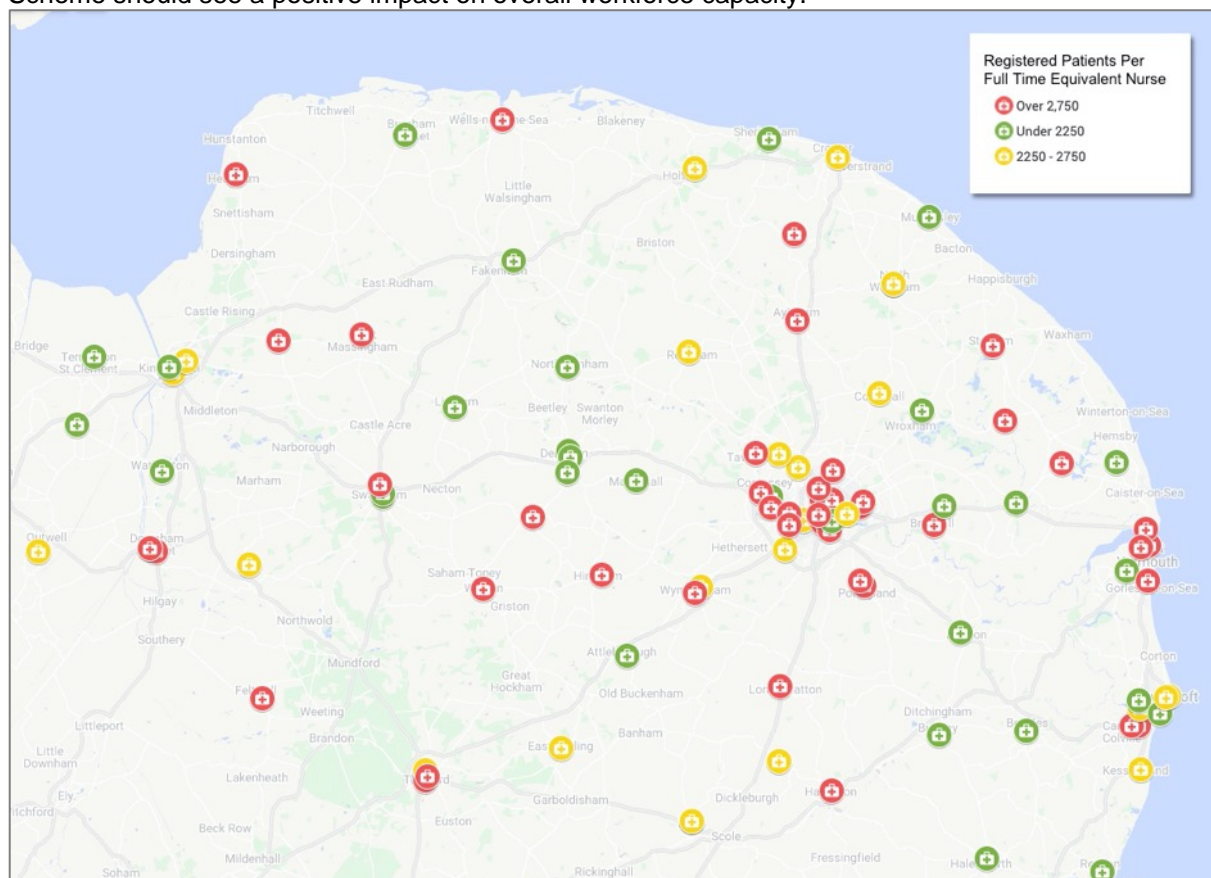 Scheme should see a positive impact on overall workforce capacity.
Registered Patients Per
Full Time Equivalent Nurse
Over 2,750
Under 2250
2250 - 2750
Titchwell
Blakeney
Hunstanton
Little
Walsingham
Snettisham
Briston
Bacton
Dersingham
East Rudham
Happisburgh
Castle Rising
Waxham
Bridge
Massingham
St Clement
Middleton
Beetley
Swanton
Morley
Castle Acre
Wroxham
Winterton-on-Sea
Hemsby
Narborough
Marham
Necton
Caister-on-Sea
Outwell
Hethersett
Saham-Toney
Griston
Hilgay
Northwold
Southery
Mundford
Corton
Great
Hockham
Old Buckenham
Ditchingham
Weeting
Littleport
Brandon
Banham
Little
Downham
Lakenheath
Ely
Garboldisham
Dickleburgh
Beck Row
Euston
Scole
Mildenhall
Fressingfield
Soham
Rickinghall